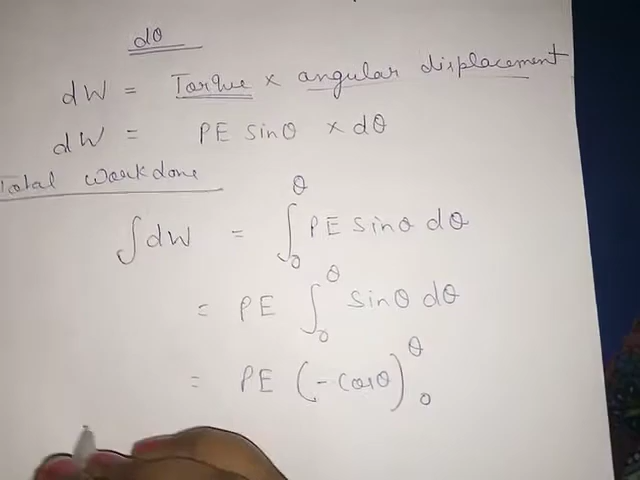 dθ
dW = Torque × angular displacement
dW = PE sinθ × dθ
Total workdone
∫dW = ∫₀^θ PE sinθ dθ
= PE ∫₀^θ sinθ dθ
= PE (-cosθ)₀^θ